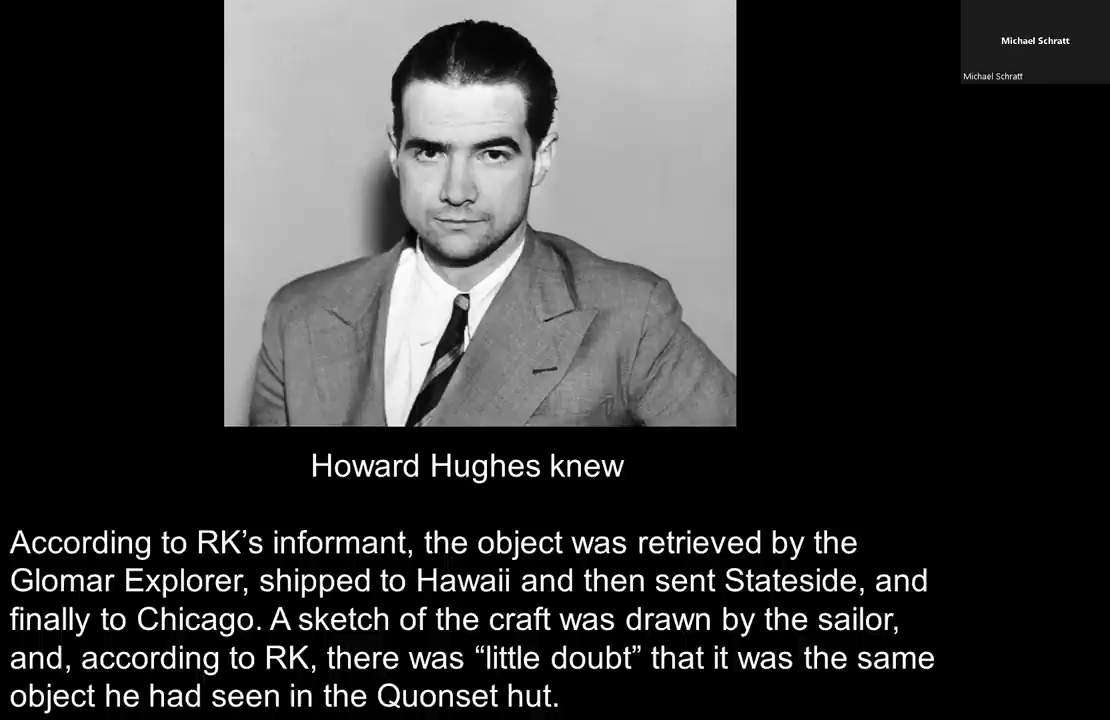 Michael Schratt
Michael Schratt
Howard Hughes knew
According to RK’s informant, the object was retrieved by the
Glomar Explorer, shipped to Hawaii and then sent Stateside, and
finally to Chicago. A sketch of the craft was drawn by the sailor,
and, according to RK, there was “little doubt” that it was the same
object he had seen in the Quonset hut.